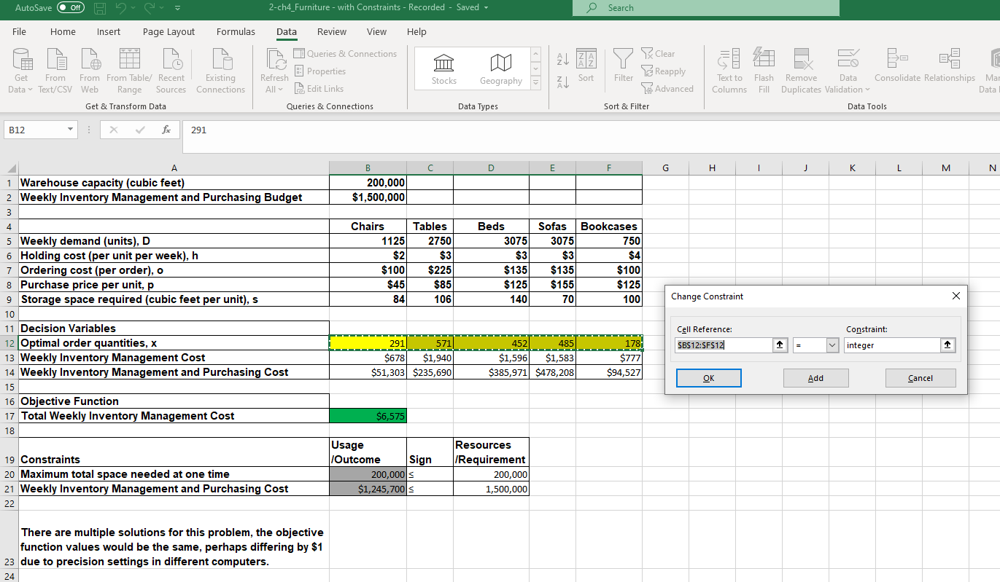 AutoSave Off 2-ch4_Furniture - with Constraints - Recorded - Saved Search
File Home Insert Page Layout Formulas Data Review View Help
Queries & Connections Clear
Properties Reapply
Edit Links Advanced
Get Data From Text/CSV From Web From Table/ Range Recent Sources Existing Connections Refresh All Stocks Geography Sort Filter Text to Columns Flash Fill Remove Duplicates Data Validation Consolidate Relationships
Get & Transform Data Queries & Connections Data Types Sort & Filter Data Tools
B12 fx 291
A B C D E F G H I J K L M N
1 Warehouse capacity (cubic feet) 200,000
2 Weekly Inventory Management and Purchasing Budget $1,500,000
3
4 Chairs Tables Beds Sofas Bookcases
5 Weekly demand (units), D 1125 2750 3075 3075 750
6 Holding cost (per unit per week), h $2 $3 $3 $3 $4
7 Ordering cost (per order), o $100 $225 $135 $135 $100
8 Purchase price per unit, p $45 $85 $125 $155 $125
9 Storage space required (cubic feet per unit), s 84 106 140 70 100
10
11 Decision Variables
12 Optimal order quantities, x 291 571 452 485 178
13 Weekly Inventory Management Cost $678 $1,940 $1,596 $1,583 $777
14 Weekly Inventory Management and Purchasing Cost $51,303 $235,690 $385,971 $478,208 $94,527
15
16 Objective Function
17 Total Weekly Inventory Management Cost $6,575
18
Usage Resources
19 Constraints /Outcome Sign /Requirement
20 Maximum total space needed at one time 200,000 ≤ 200,000
21 Weekly Inventory Management and Purchasing Cost $1,245,700 ≤ 1,500,000
22
There are multiple solutions for this problem, the objective
function values would be the same, perhaps differing by $1
23 due to precision settings in different computers.
24
Change Constraint
Cell Reference: Constraint:
$B$12:$F$12 = integer
OK Add Cancel